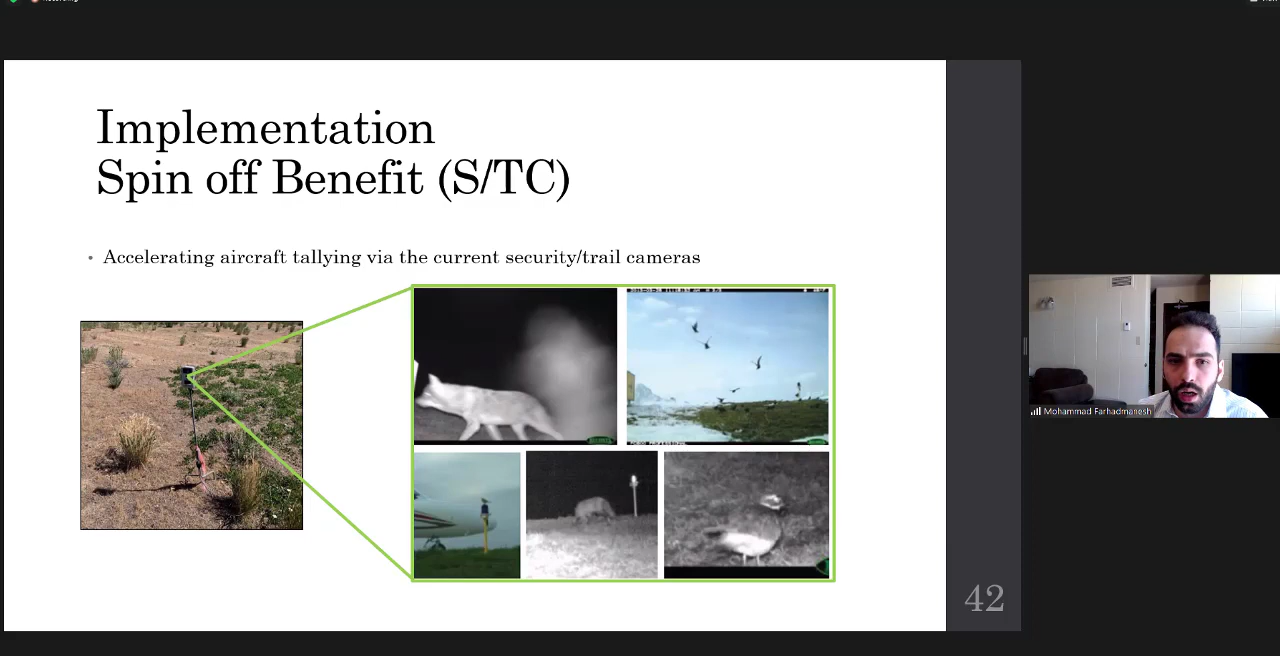 Implementation
Spin off Benefit (S/TC)
• Accelerating aircraft tallying via the current security/trail cameras
Mohammad Farhadmanesh
42